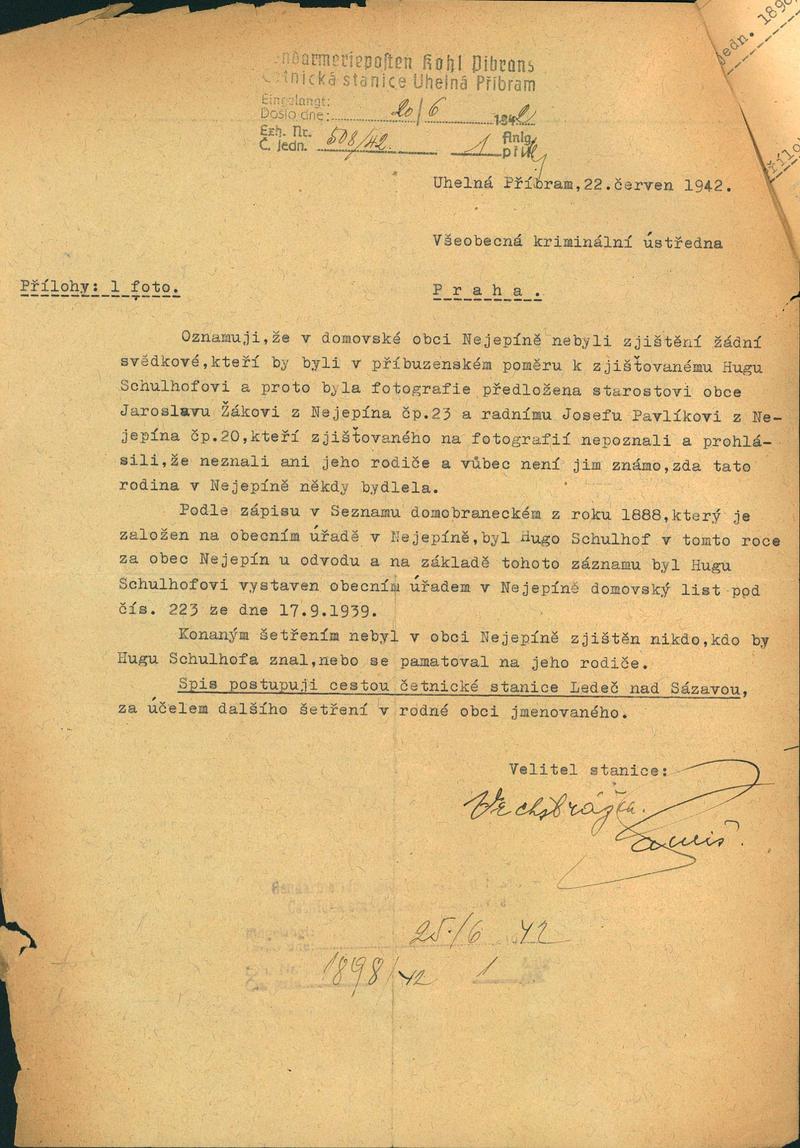 Gendarmerieposten Kohl Pibrans
Četnická stanice Uhelná Příbram
Eingelangt:
Došlo dne: 20/6 1942
Exh. Nr. Anlg.
Č. jedn. 508/42. 1 příl.
jedn. 1898
Uhelná Příbram,22.červen 1942.
Všeobecná kriminální ústředna
Přílohy: 1 foto.
Praha.
Oznamuji,že v domovské obci Nejepíně nebyli zjištění žádní
svědkové,kteří by byli v příbuzenském poměru k zjišťovanému Hugu
Schulhofovi a proto byla fotografie předložena starostovi obce
Jaroslavu Žákovi z Nejepína čp.23 a radnímu Josefu Pavlíkovi z Ne-
jepína čp.20,kteří zjišťovaného na fotografií nepoznali a prohlá-
sili,že neznali ani jeho rodiče a vůbec není jim známo,zda tato
rodina v Nejepíně někdy bydlela.
Podle zápisu v Seznamu domobraneckém z roku 1888,který je
založen na obecním úřadě v Nejepíně,byl Hugo Schulhof v tomto roce
za obec Nejepín u odvodu a na základě tohoto záznamu byl Hugu
Schulhofovi vystaven obecním úřadem v Nejepíně domovský list pod
čís. 223 ze dne 17.9.1939.
Konaným šetřením nebyl v obci Nejepíně zjištěn nikdo,kdo by
Hugu Schulhofa znal,nebo se pamatoval na jeho rodiče.
Spis postupuji cestou četnické stanice Ledeč nad Sázavou,
za účelem dalšího šetření v rodné obci jmenovaného.
Velitel stanice:
25./6 42
1898/42 1